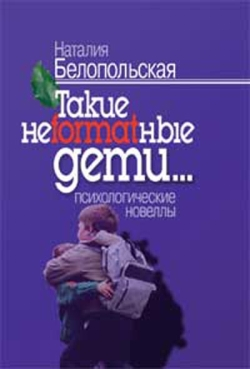 Наталия
Белопольская
Такие
неformatные
дети...
психологические
новеллы